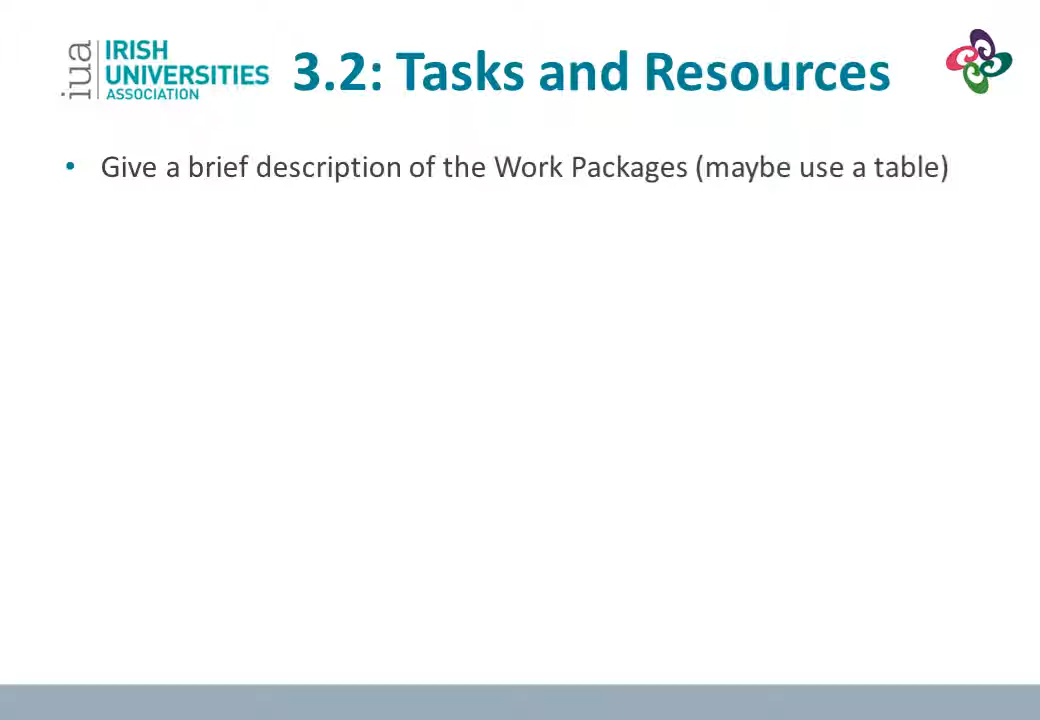 iua
IRISH
UNIVERSITIES
ASSOCIATION
3.2: Tasks and Resources
• Give a brief description of the Work Packages (maybe use a table)